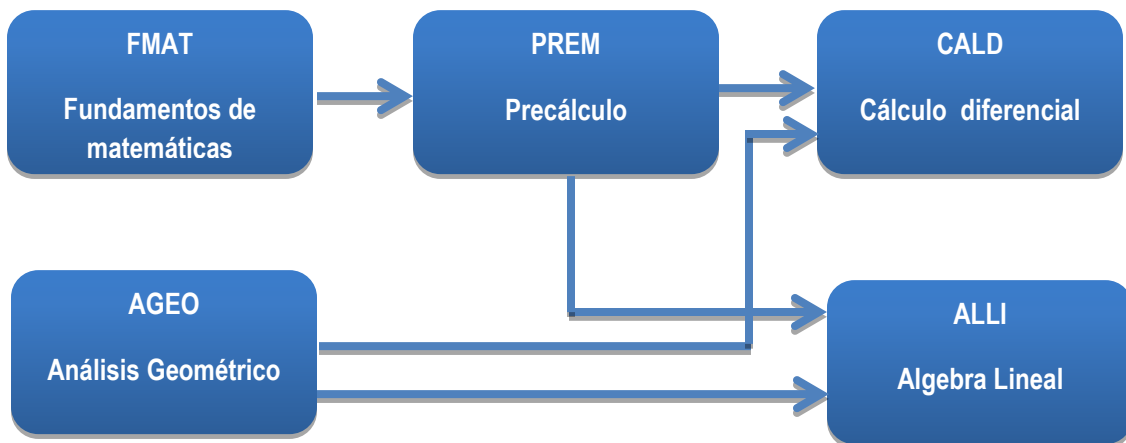 FMAT
Fundamentos de
matemáticas
PREM
Precálculo
CALD
Cálculo diferencial
AGEO
Análisis Geométrico
ALLI
Algebra Lineal